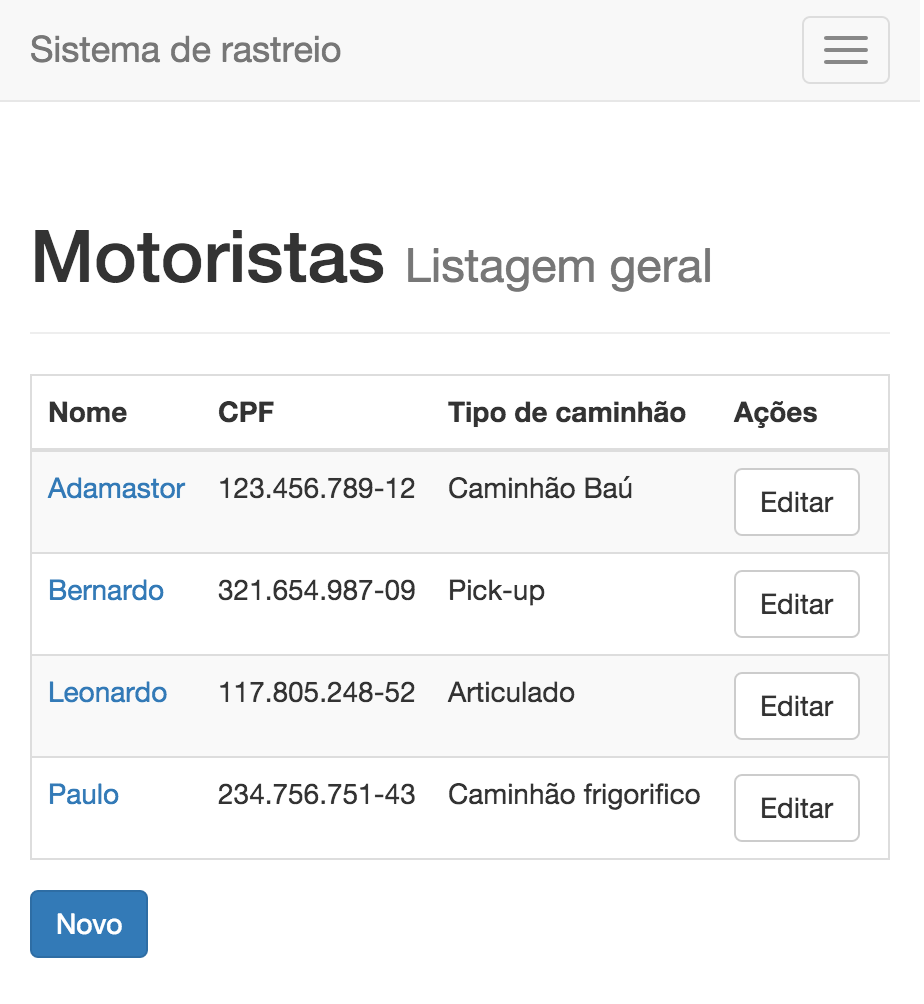 Sistema de rastreio
Motoristas Listagem geral
Nome CPF Tipo de caminhão Ações
Adamastor 123.456.789-12 Caminhão Baú Editar
Bernardo 321.654.987-09 Pick-up Editar
Leonardo 117.805.248-52 Articulado Editar
Paulo 234.756.751-43 Caminhão frigorifico Editar
Novo